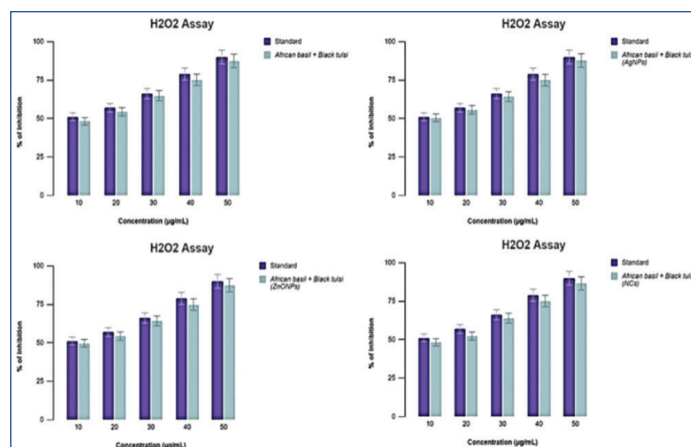 H2O2 Assay
Standard
African basil + Black tulsi
% of Inhibition
100
75
50
25
0
10 20 30 40 50
Concentration (µg/mL)
H2O2 Assay
Standard
African basil + Black tulsi
(AgNPs)
% of Inhibition
100
75
50
25
0
10 20 30 40 50
Concentration (µg/mL)
H2O2 Assay
Standard
African basil + Black tulsi
(ZnONPs)
% of Inhibition
100
75
50
25
0
10 20 30 40 50
Concentration (µg/mL)
H2O2 Assay
Standard
African basil + Black tulsi
(NCs)
% of Inhibition
100
75
50
25
0
10 20 30 40 50
Concentration (µg/mL)